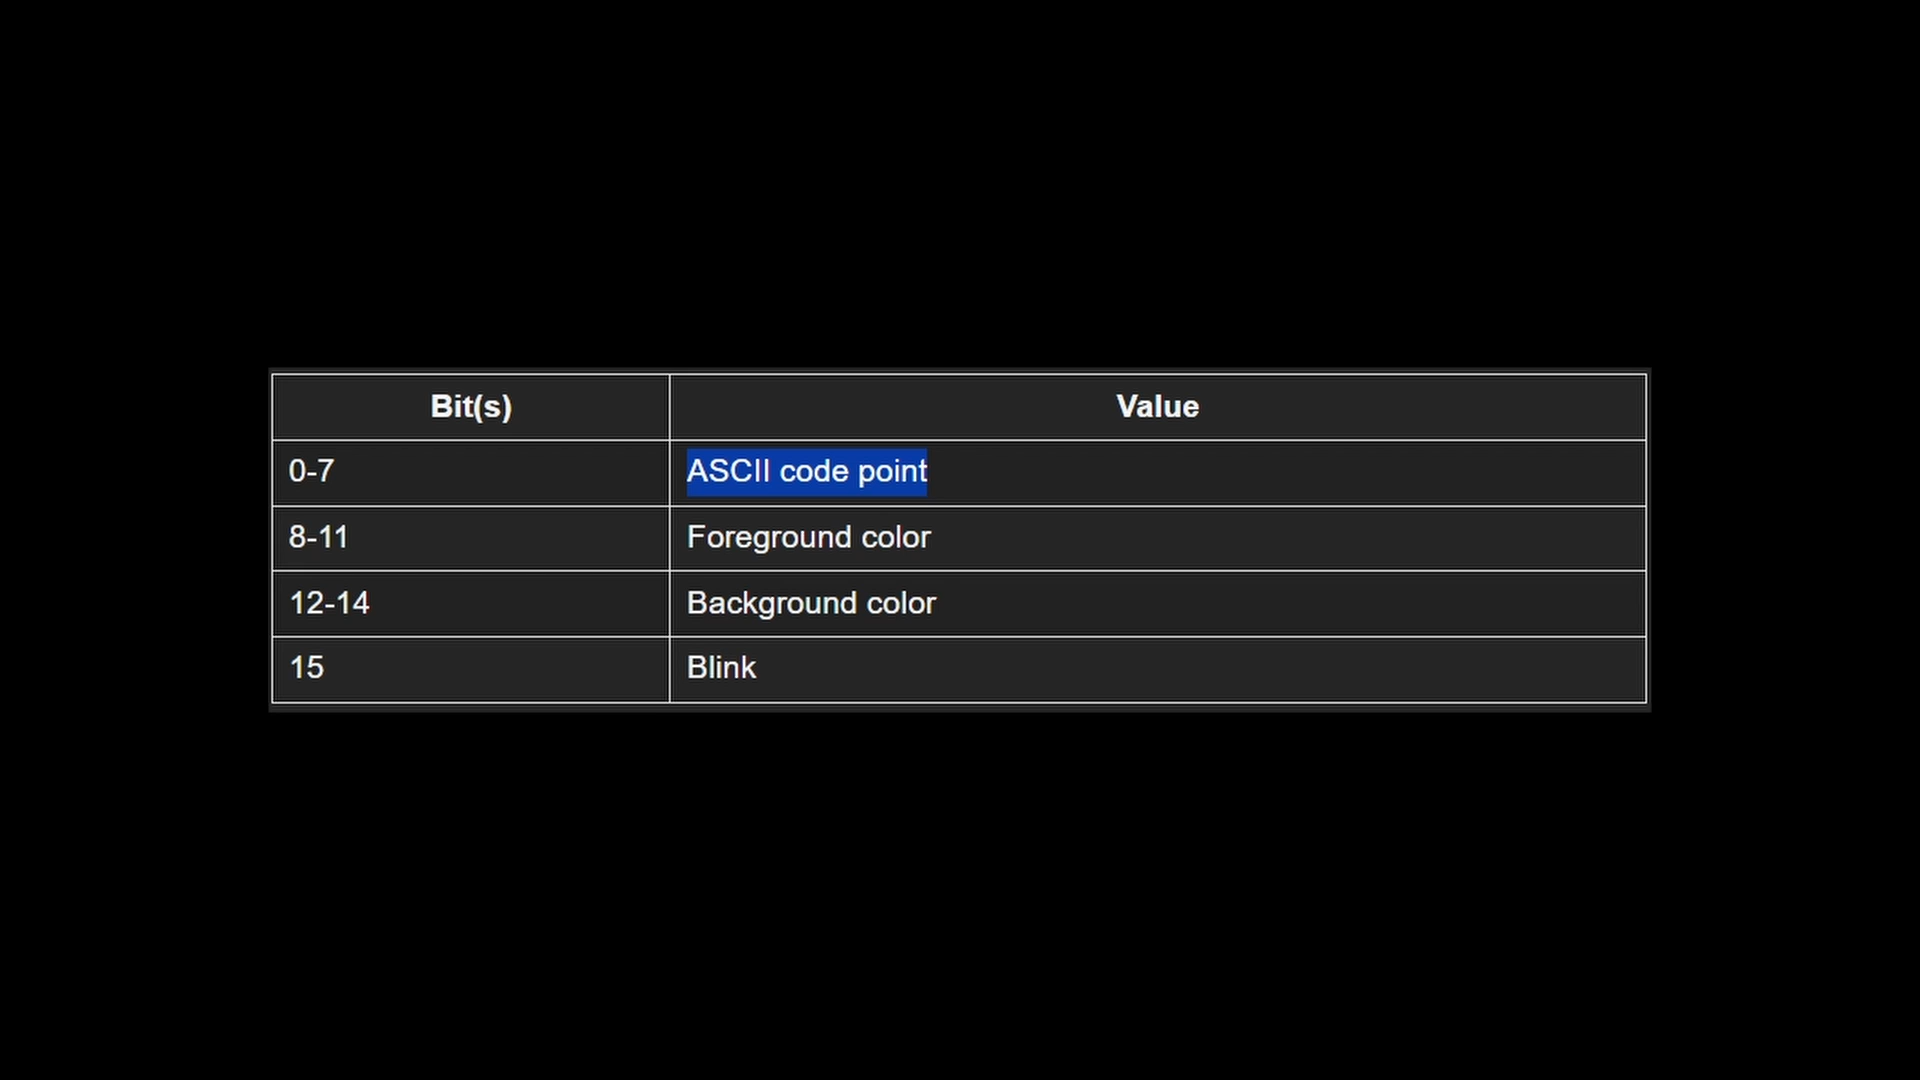 Bit(s) Value
0-7 ASCII code point
8-11 Foreground color
12-14 Background color
15 Blink